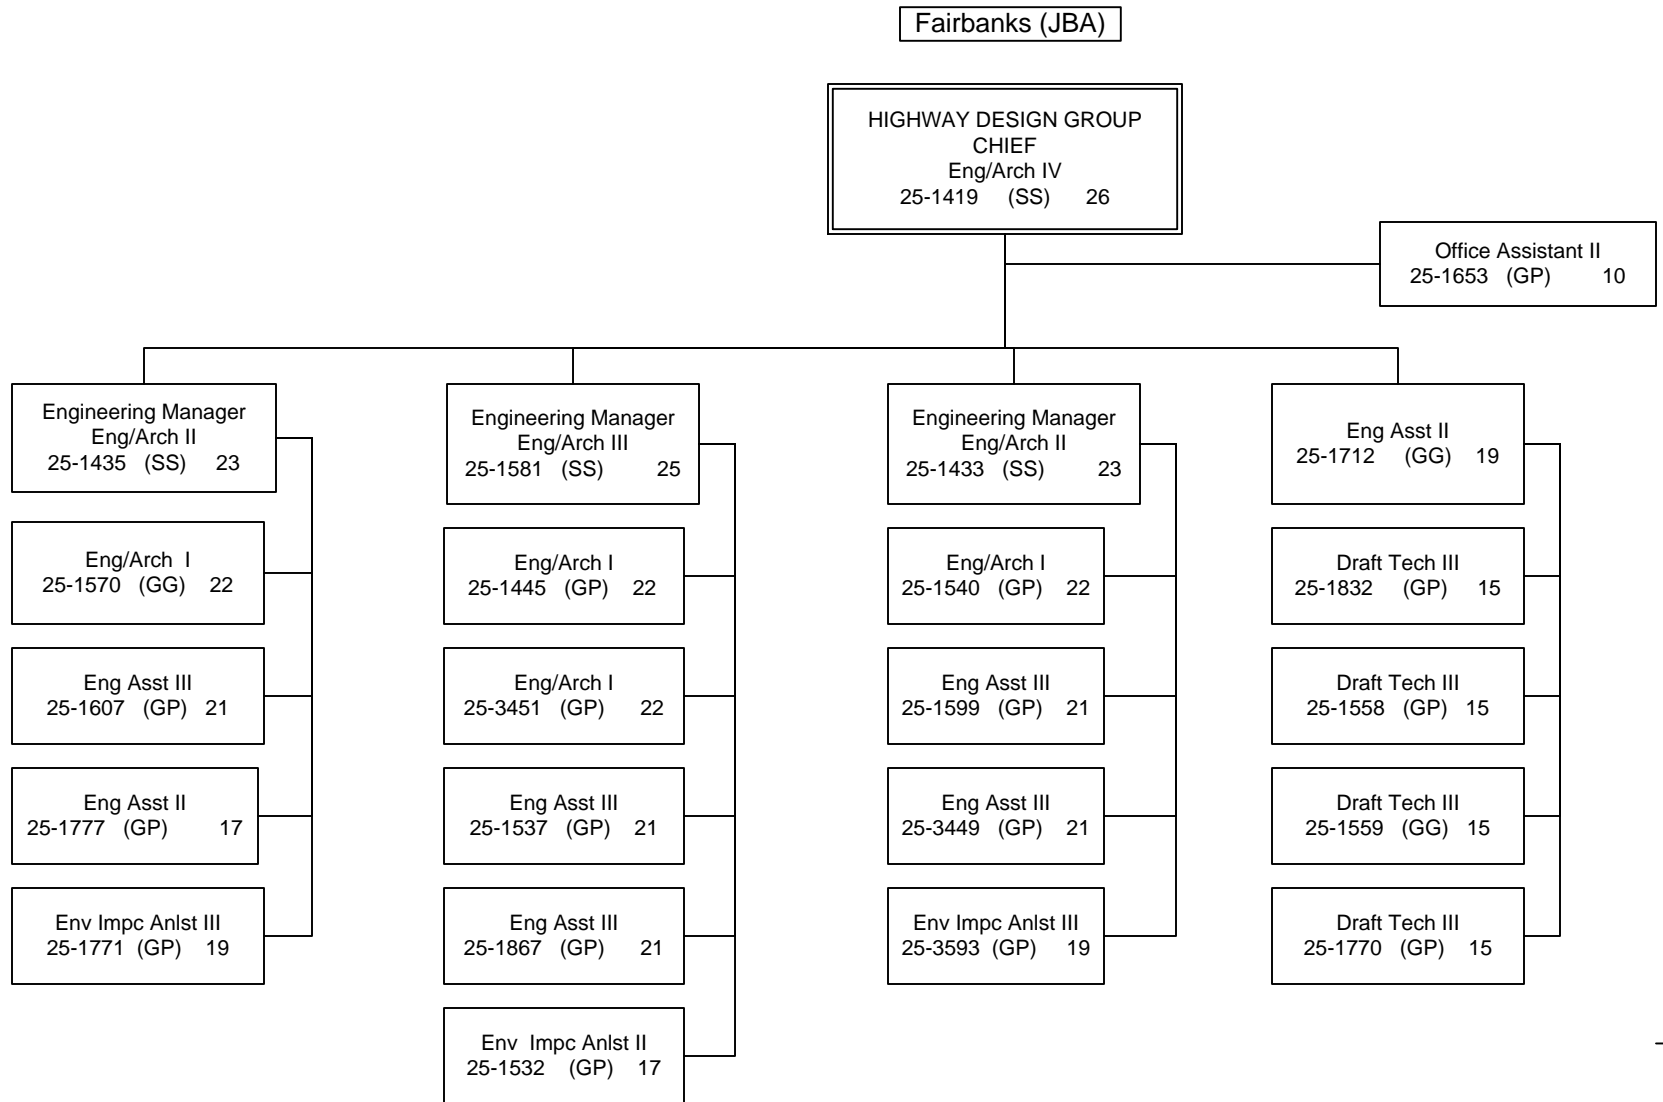 Fairbanks (JBA)
HIGHWAY DESIGN GROUP
CHIEF
Eng/Arch IV
25-1419 (SS) 26
Office Assistant II
25-1653 (GP) 10
Engineering Manager
Eng/Arch II
25-1435 (SS) 23
Eng/Arch I
25-1570 (GG) 22
Eng Asst III
25-1607 (GP) 21
Eng Asst II
25-1777 (GP) 17
Env Impc Anlst III
25-1771 (GP) 19
Engineering Manager
Eng/Arch III
25-1581 (SS) 25
Eng/Arch I
25-1445 (GP) 22
Eng/Arch I
25-3451 (GP) 22
Eng Asst III
25-1537 (GP) 21
Eng Asst III
25-1867 (GP) 21
Env Impc Anlst II
25-1532 (GP) 17
Engineering Manager
Eng/Arch II
25-1433 (SS) 23
Eng/Arch I
25-1540 (GP) 22
Eng Asst III
25-1599 (GP) 21
Eng Asst III
25-3449 (GP) 21
Env Impc Anlst III
25-3593 (GP) 19
Eng Asst II
25-1712 (GG) 19
Draft Tech III
25-1832 (GP) 15
Draft Tech III
25-1558 (GP) 15
Draft Tech III
25-1559 (GG) 15
Draft Tech III
25-1770 (GP) 15